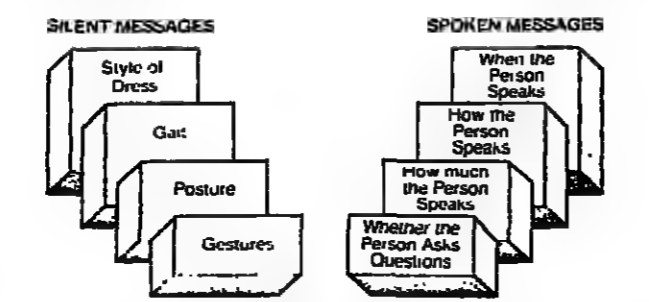 SILENT MESSAGES
Style of
Dress
Gait
Posture
Gestures
SPOKEN MESSAGES
When the
Person
Speaks
How the
Person
Speaks
How much
the Person
Speaks
Whether the
Person Asks
Questions